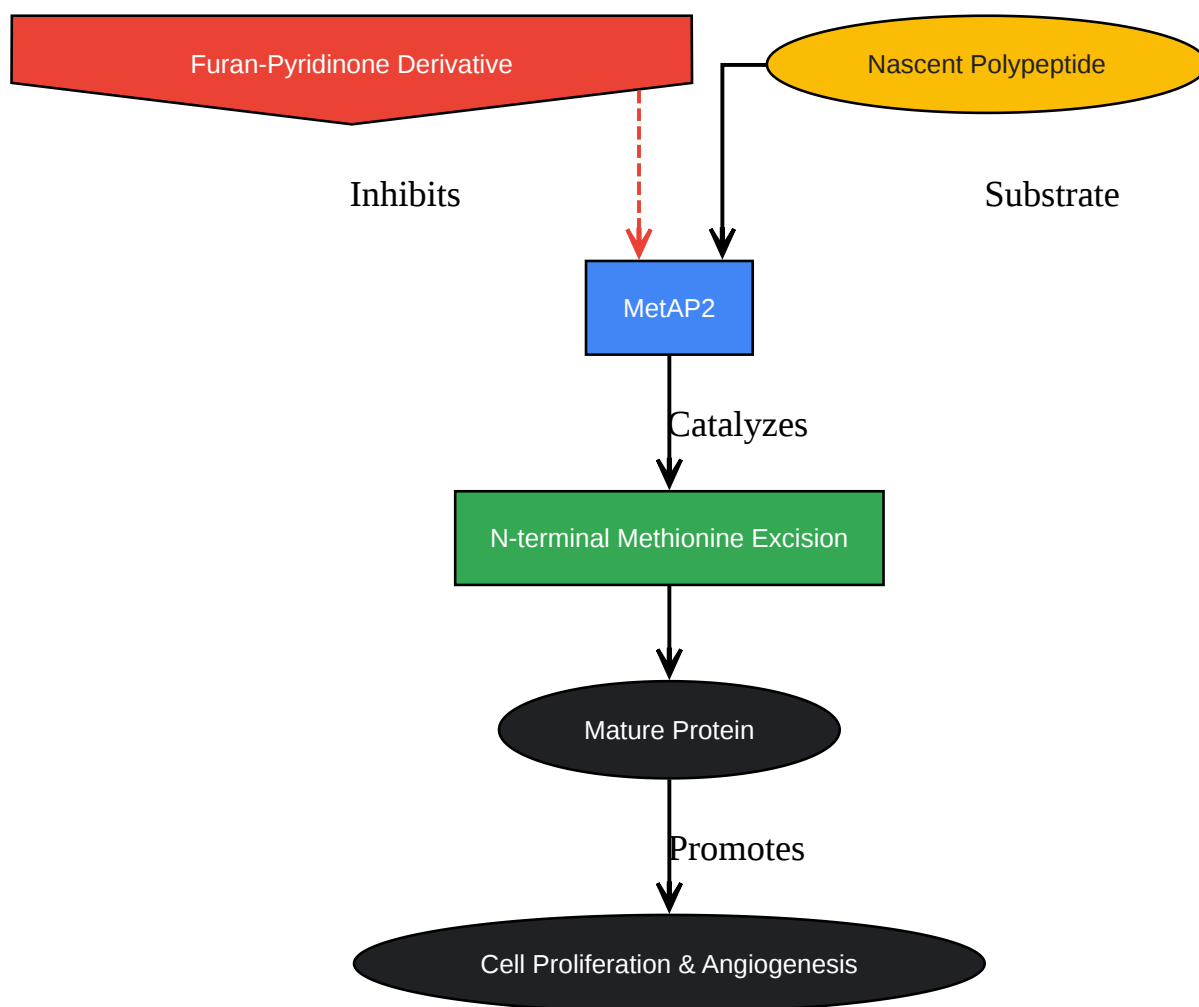 Furan-Pyridinone Derivative
Nascent Polypeptide
Inhibits
Substrate
MetAP2
Catalyzes
N-terminal Methionine Excision
Mature Protein
Promotes
Cell Proliferation & Angiogenesis